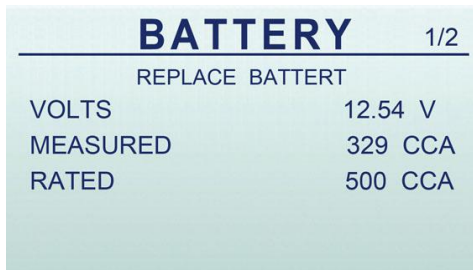 BATTERY 1/2
REPLACE BATTERT
VOLTS 12.54 V
MEASURED 329 CCA
RATED 500 CCA